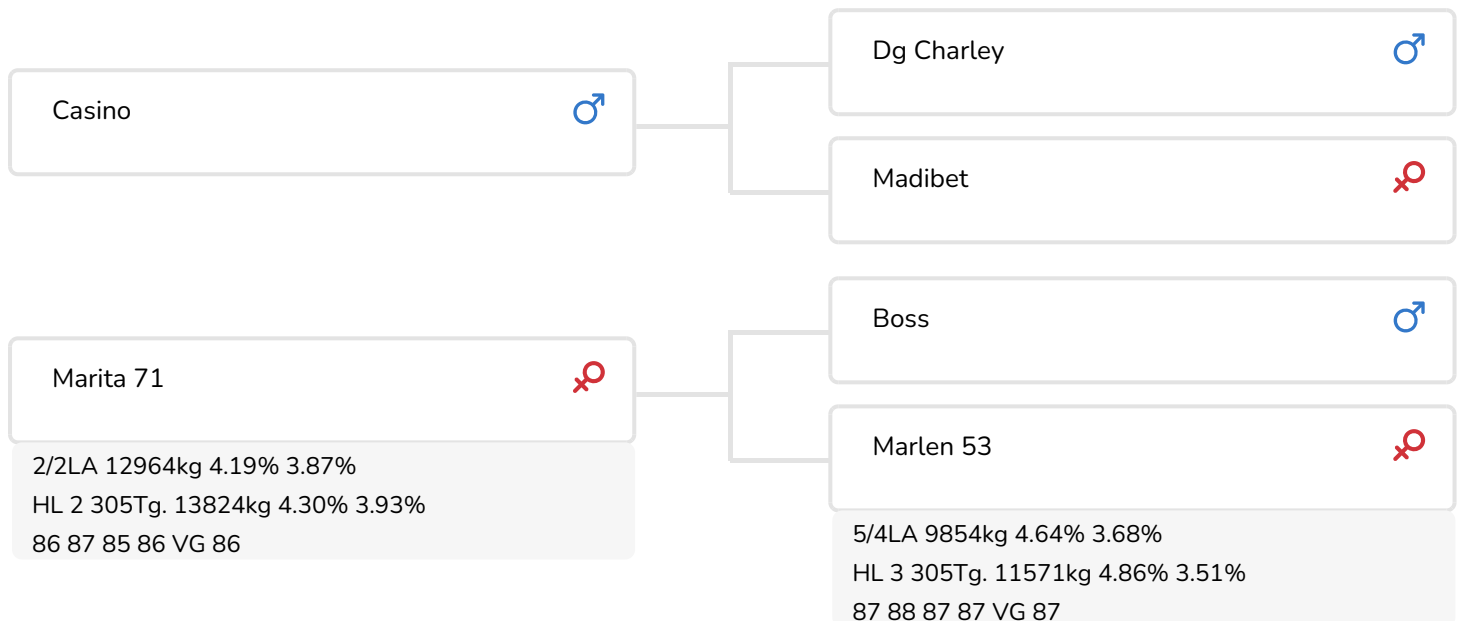 Casino
Dg Charley
Madibet
Marita 71
2/2LA 12964kg 4.19% 3.87%
HL 2 305Tg. 13824kg 4.30% 3.93%
86 87 85 86 VG 86
Boss
Marlen 53
5/4LA 9854kg 4.64% 3.68%
HL 3 305Tg. 11571kg 4.86% 3.51%
87 88 87 87 VG 87